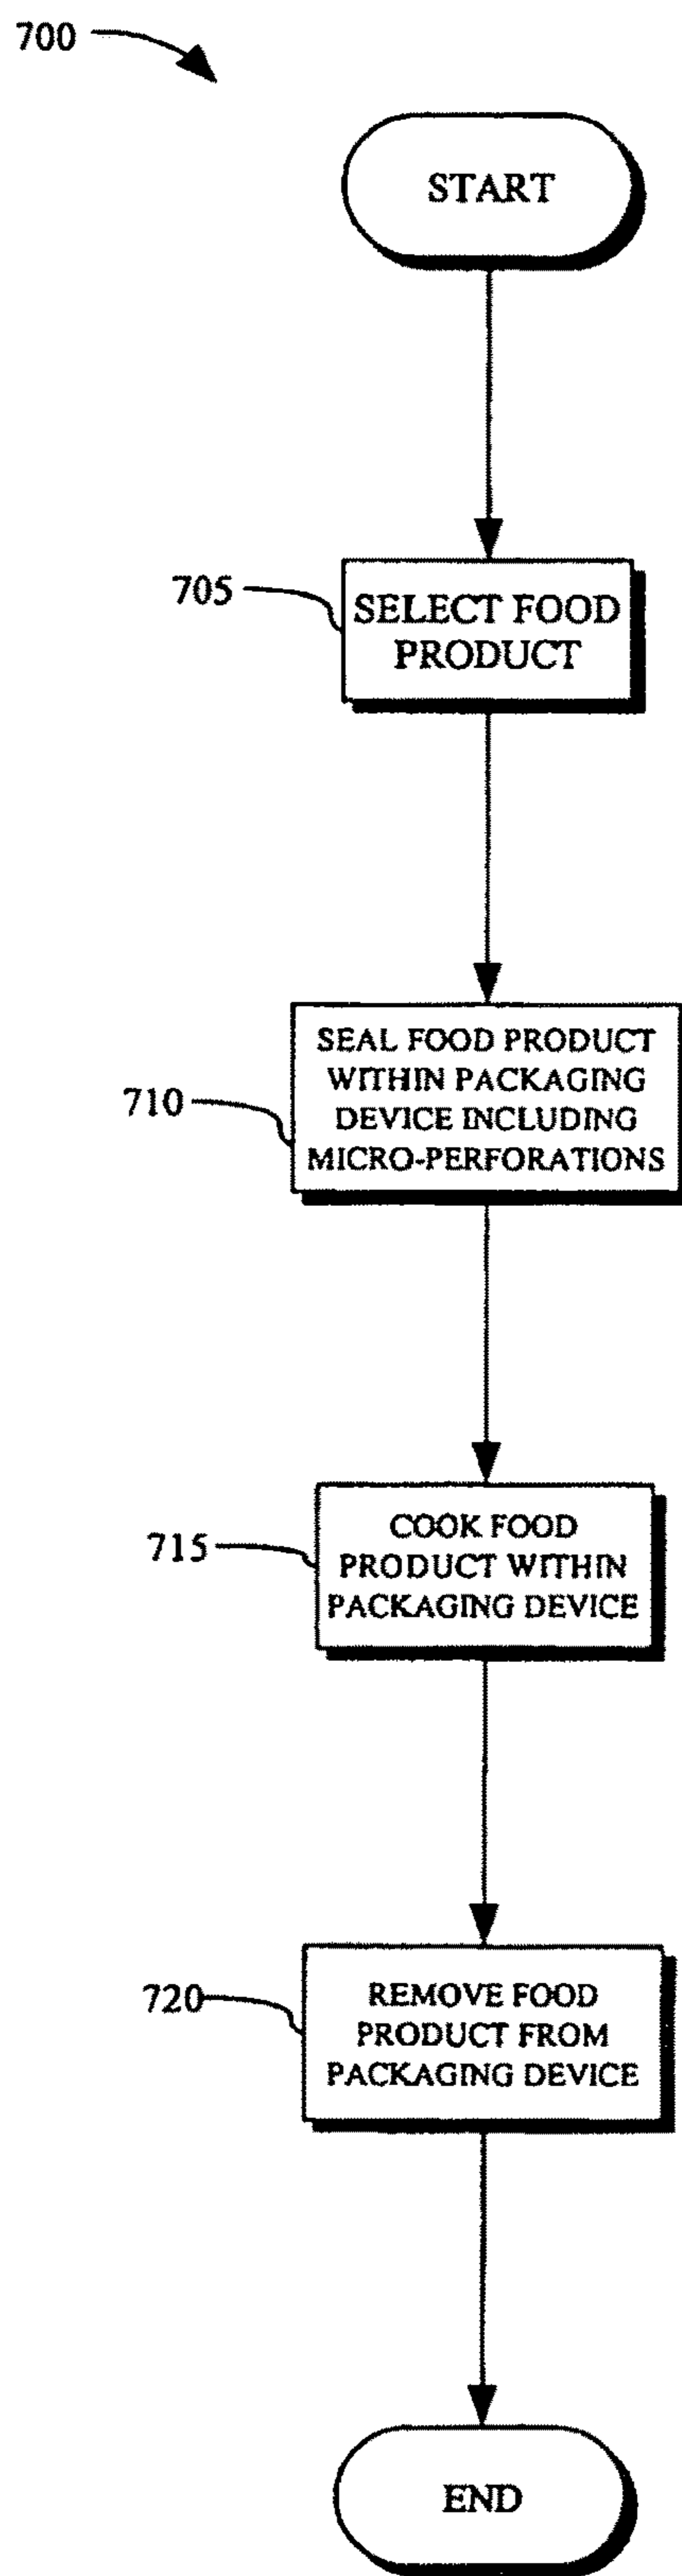 700
START
705
SELECT FOOD
PRODUCT
SEAL FOOD PRODUCT
WITHIN PACKAGING
710
DEVICE INCLUDING
MICRO-PERFORATIONS
COOK FOOD
715
PRODUCT WITHIN
PACKAGING DEVICE
720
REMOVE FOOD
PRODUCT FROM
PACKAGING DEVICE
END